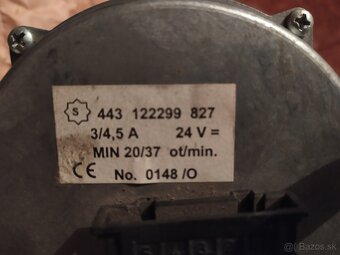 S 443 122299 827
3/4,5 A 24 V =
MIN 20/37 ot/min.
CE No. 0148 /O
bazos.sk